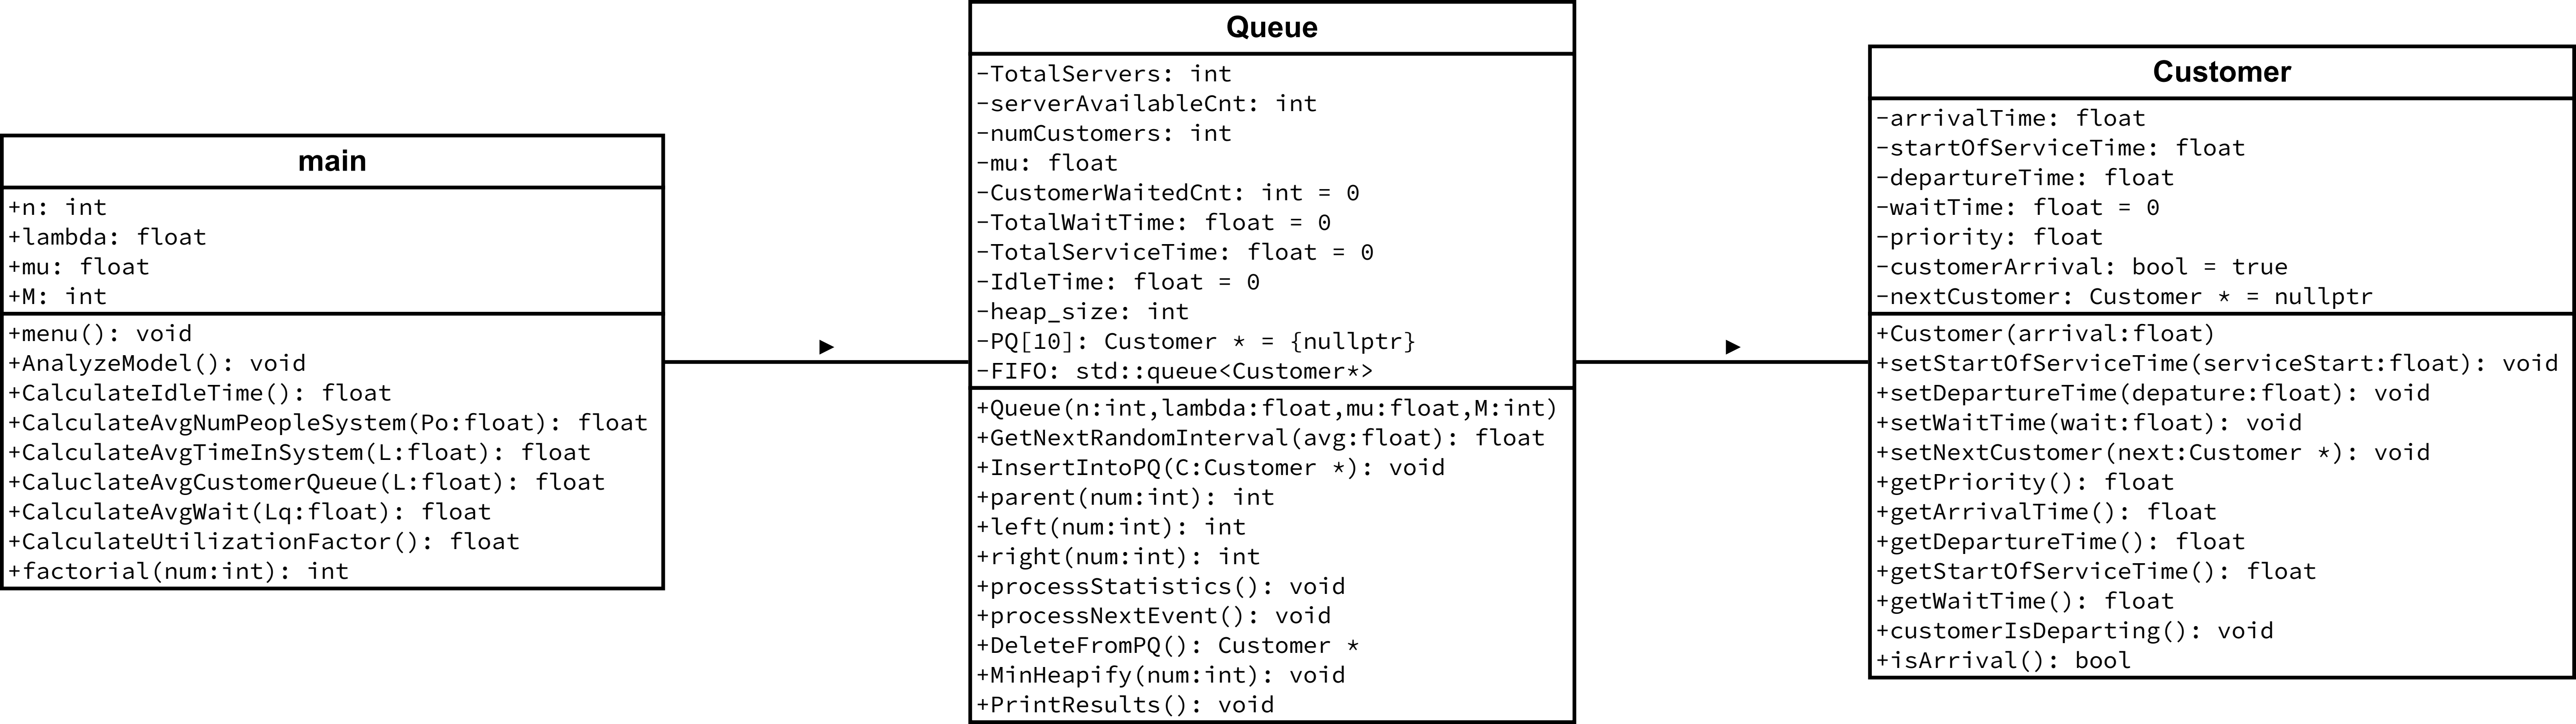 main
+n: int
+lambda: float
+mu: float
+M: int
+menu(): void
+AnalyzeModel(): void
+CalculateIdleTime(): float
+CalculateAvgNumPeopleSystem(Po:float): float
+CalculateAvgTimeInSystem(L:float): float
+CaluclateAvgCustomerQueue(L:float): float
+CalculateAvgWait(Lq:float): float
+CalculateUtilizationFactor(): float
+factorial(num:int): int
Queue
-TotalServers: int
-serverAvailableCnt: int
-numCustomers: int
-mu: float
-CustomerWaitedCnt: int = 0
-TotalWaitTime: float = 0
-TotalServiceTime: float = 0
-IdleTime: float = 0
-heap_size: int
-PQ[10]: Customer * = {nullptr}
-FIFO: std::queue<Customer*>
+Queue(n:int,lambda:float,mu:float,M:int)
+GetNextRandomInterval(avg:float): float
+InsertIntoPQ(C:Customer *): void
+parent(num:int): int
+left(num:int): int
+right(num:int): int
+processStatistics(): void
+processNextEvent(): void
+DeleteFromPQ(): Customer *
+MinHeapify(num:int): void
+PrintResults(): void
Customer
-arrivalTime: float
-startOfServiceTime: float
-departureTime: float
-waitTime: float = 0
-priority: float
-customerArrival: bool = true
-nextCustomer: Customer * = nullptr
+Customer(arrival:float)
+setStartOfServiceTime(serviceStart:float): void
+setDepartureTime(depature:float): void
+setWaitTime(wait:float): void
+setNextCustomer(next:Customer *): void
+getPriority(): float
+getArrivalTime(): float
+getDepartureTime(): float
+getStartOfServiceTime(): float
+getWaitTime(): float
+customerIsDeparting(): void
+isArrival(): bool